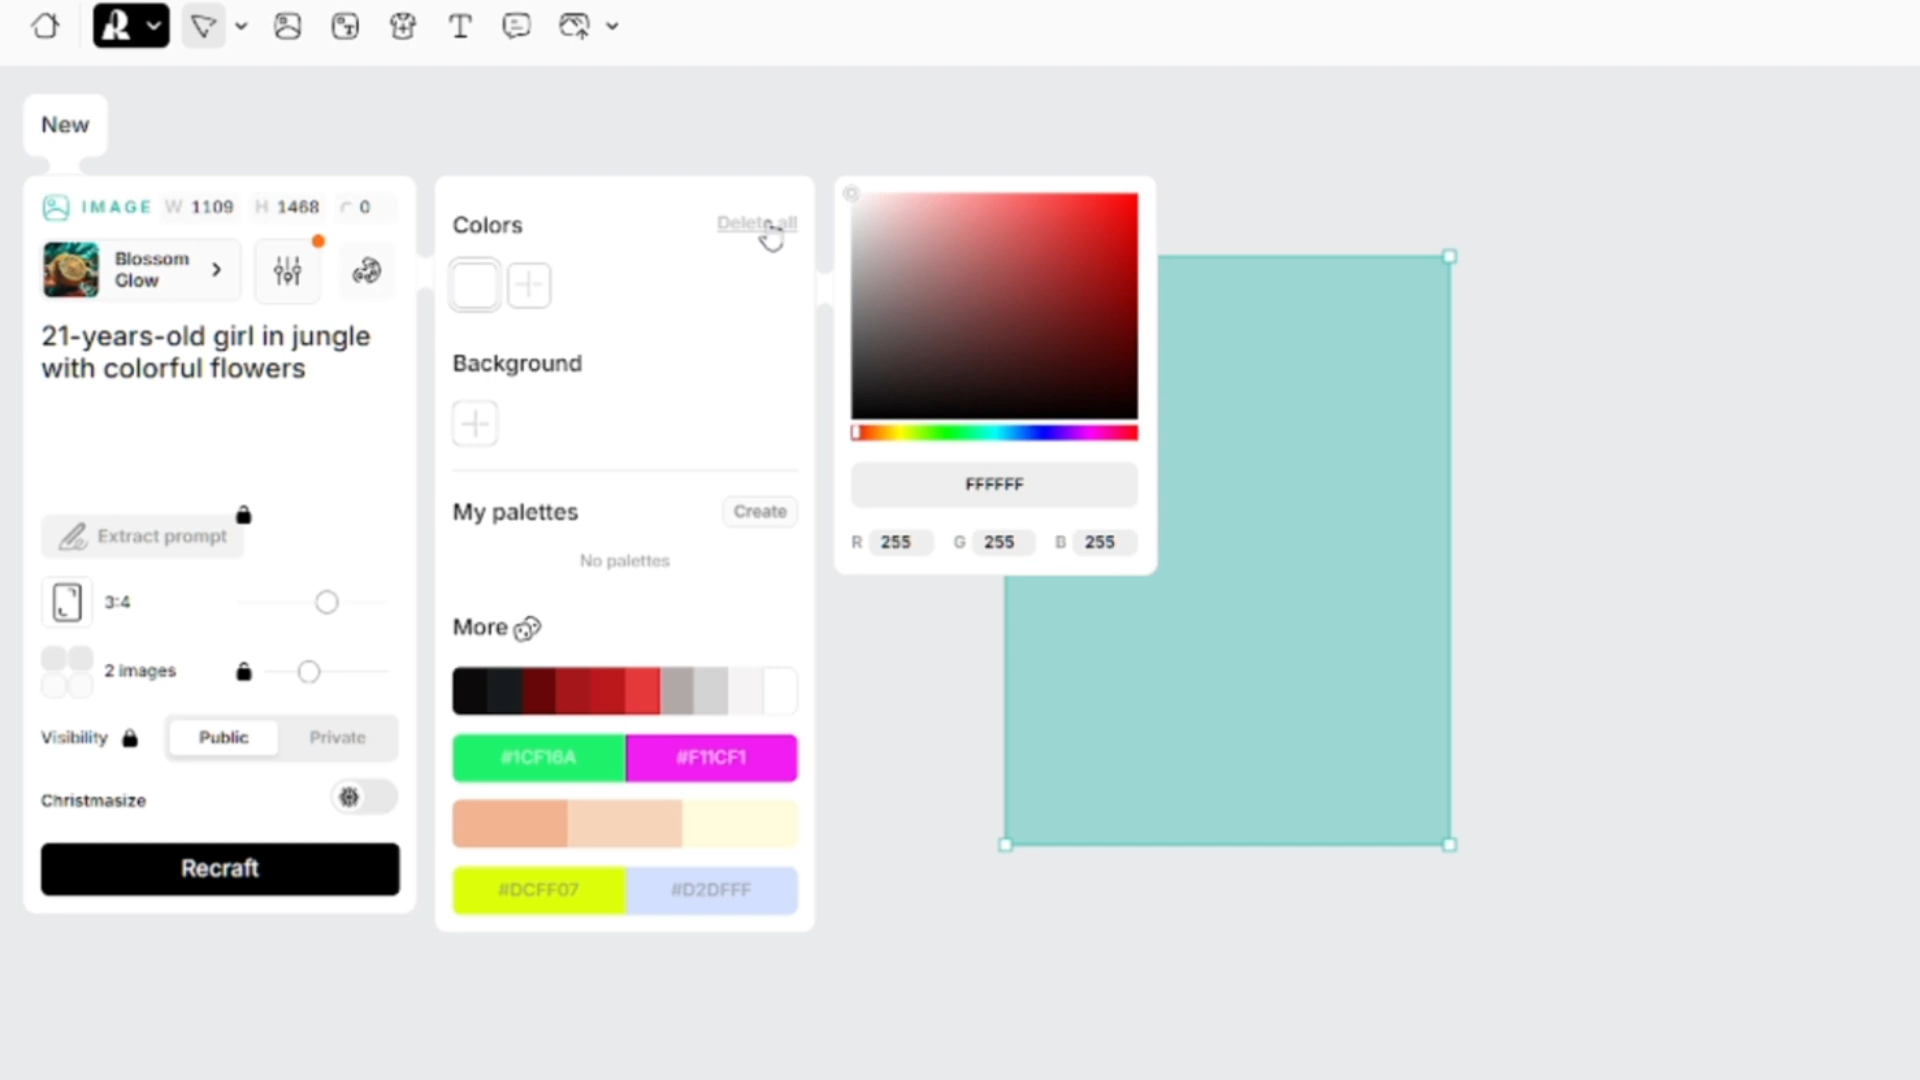 New
IMAGE W 1109 H 1468 0
Blossom
Glow
21-years-old girl in jungle
with colorful flowers
Extract prompt
3:4
2 images
Visibility Public Private
Christmasize
Recraft
Colors Delete all
Background
My palettes Create
No palettes
More
#1CF16A #F11CF1
#DCFF07 #D2DFFF
FFFFFF
R 255 G 255 B 255